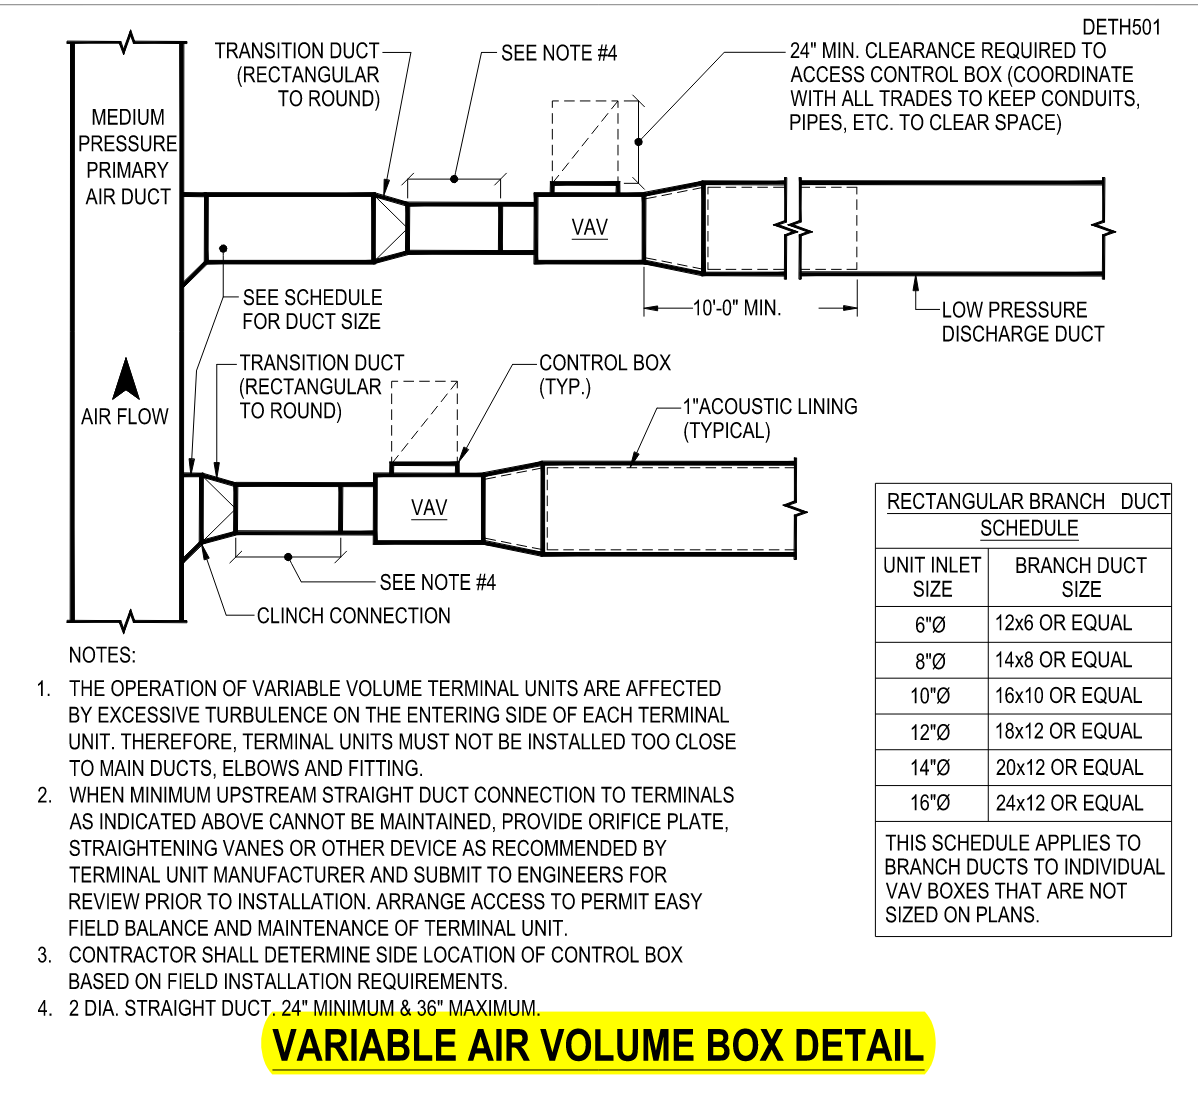 DETH501
TRANSITION DUCT
(RECTANGULAR
TO ROUND)
SEE NOTE #4
24" MIN. CLEARANCE REQUIRED TO
ACCESS CONTROL BOX (COORDINATE
WITH ALL TRADES TO KEEP CONDUITS,
PIPES, ETC. TO CLEAR SPACE)
MEDIUM
PRESSURE
PRIMARY
AIR DUCT
VAV
SEE SCHEDULE
FOR DUCT SIZE
10'-0" MIN.
LOW PRESSURE
DISCHARGE DUCT
TRANSITION DUCT
(RECTANGULAR
TO ROUND)
CONTROL BOX
(TYP.)
AIR FLOW
1"ACOUSTIC LINING
(TYPICAL)
VAV
SEE NOTE #4
CLINCH CONNECTION
RECTANGULAR BRANCH DUCT
SCHEDULE
UNIT INLET
SIZE
BRANCH DUCT
SIZE
6"Ø 12x6 OR EQUAL
8"Ø 14x8 OR EQUAL
10"Ø 16x10 OR EQUAL
12"Ø 18x12 OR EQUAL
14"Ø 20x12 OR EQUAL
16"Ø 24x12 OR EQUAL
THIS SCHEDULE APPLIES TO
BRANCH DUCTS TO INDIVIDUAL
VAV BOXES THAT ARE NOT
SIZED ON PLANS.
NOTES:
1. THE OPERATION OF VARIABLE VOLUME TERMINAL UNITS ARE AFFECTED
BY EXCESSIVE TURBULENCE ON THE ENTERING SIDE OF EACH TERMINAL
UNIT. THEREFORE, TERMINAL UNITS MUST NOT BE INSTALLED TOO CLOSE
TO MAIN DUCTS, ELBOWS AND FITTING.
2. WHEN MINIMUM UPSTREAM STRAIGHT DUCT CONNECTION TO TERMINALS
AS INDICATED ABOVE CANNOT BE MAINTAINED, PROVIDE ORIFICE PLATE,
STRAIGHTENING VANES OR OTHER DEVICE AS RECOMMENDED BY
TERMINAL UNIT MANUFACTURER AND SUBMIT TO ENGINEERS FOR
REVIEW PRIOR TO INSTALLATION. ARRANGE ACCESS TO PERMIT EASY
FIELD BALANCE AND MAINTENANCE OF TERMINAL UNIT.
3. CONTRACTOR SHALL DETERMINE SIDE LOCATION OF CONTROL BOX
BASED ON FIELD INSTALLATION REQUIREMENTS.
4. 2 DIA. STRAIGHT DUCT. 24" MINIMUM & 36" MAXIMUM.
VARIABLE AIR VOLUME BOX DETAIL